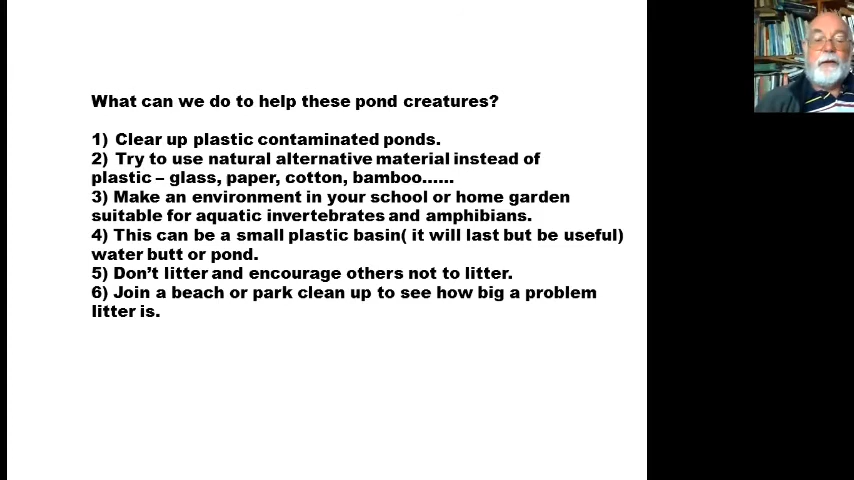 What can we do to help these pond creatures?
1) Clear up plastic contaminated ponds.
2) Try to use natural alternative material instead of
plastic – glass, paper, cotton, bamboo......
3) Make an environment in your school or home garden
suitable for aquatic invertebrates and amphibians.
4) This can be a small plastic basin( it will last but be useful)
water butt or pond.
5) Don't litter and encourage others not to litter.
6) Join a beach or park clean up to see how big a problem
litter is.